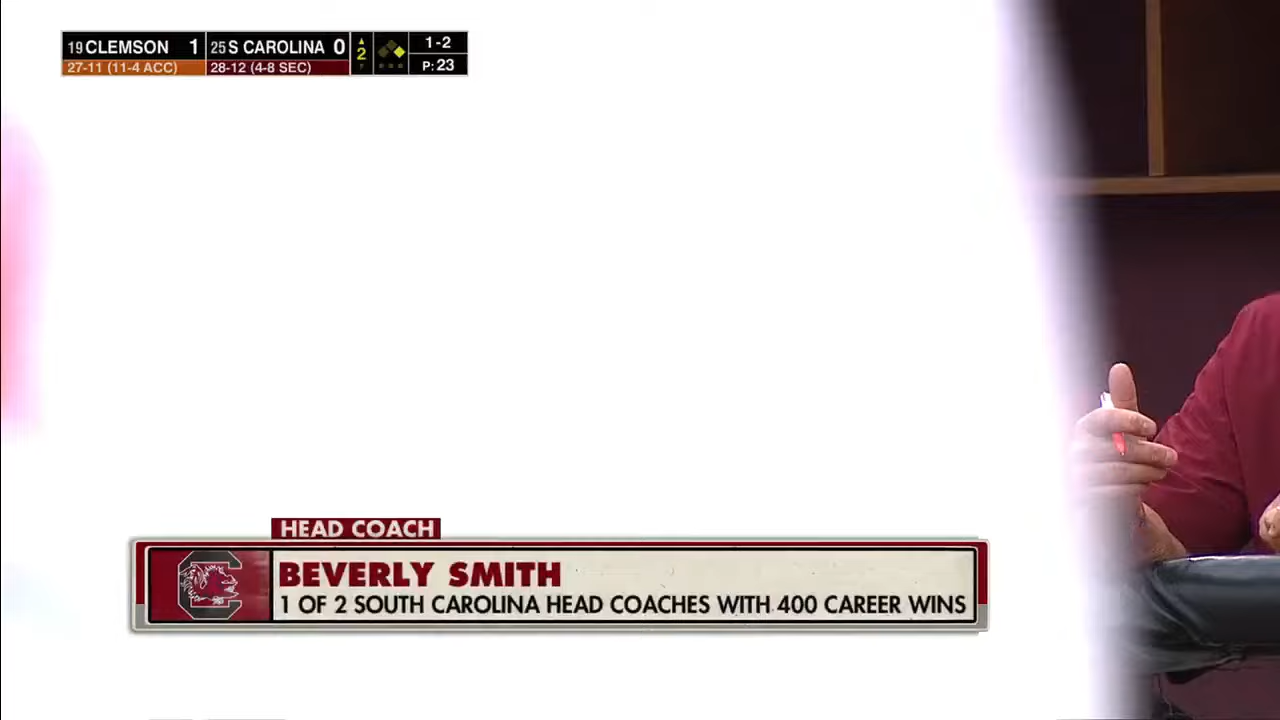 19 CLEMSON 1 25 S CAROLINA 0 2 1-2
27-11 (11-4 ACC) 28-12 (4-8 SEC) P: 23
HEAD COACH
BEVERLY SMITH
1 OF 2 SOUTH CAROLINA HEAD COACHES WITH 400 CAREER WINS